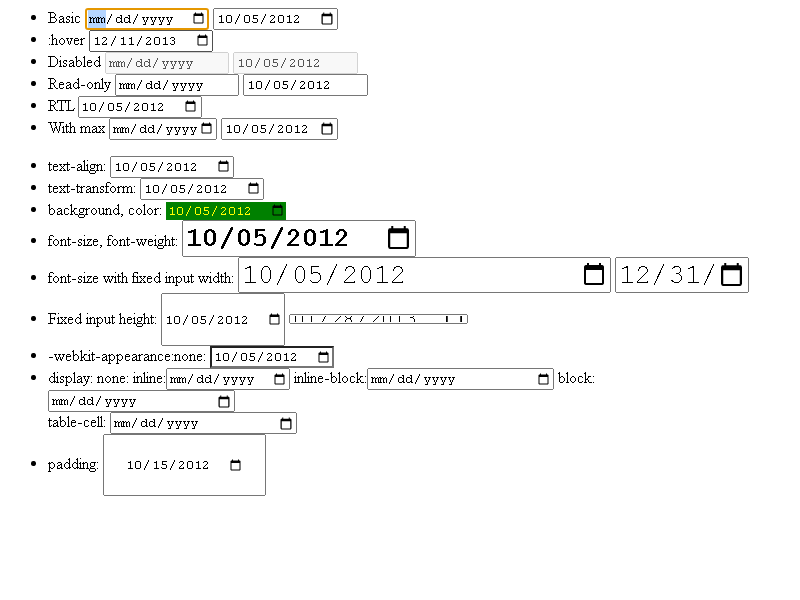 Basic mm/dd/yyyy 10/05/2012
:hover 12/11/2013
Disabled mm/dd/yyyy 10/05/2012
Read-only mm/dd/yyyy 10/05/2012
RTL 10/05/2012
With max mm/dd/yyyy 10/05/2012
text-align: 10/05/2012
text-transform: 10/05/2012
background, color: 10/05/2012
font-size, font-weight: 10/05/2012
font-size with fixed input width: 10/05/2012 12/31/
Fixed input height: 10/05/2012
-webkit-appearance:none: 10/05/2012
display: none: inline: mm/dd/yyyy inline-block: mm/dd/yyyy block:
mm/dd/yyyy
table-cell: mm/dd/yyyy
padding: 10/15/2012